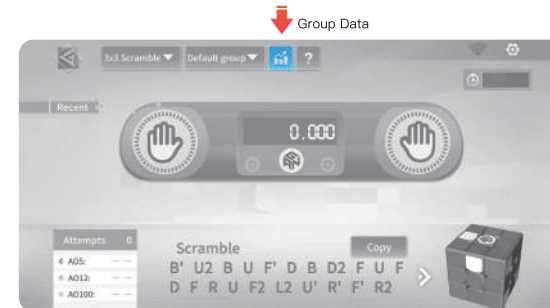 Group Data
3x3 Scramble
Default group
?
Recent
0.000
Attempts 0
AO5: -- --
AO12: -- --
AO100: -- --
Scramble
Copy
B' U2 B U F' D B D2 F U F
D F R U F2 L2 U' R' F' R2